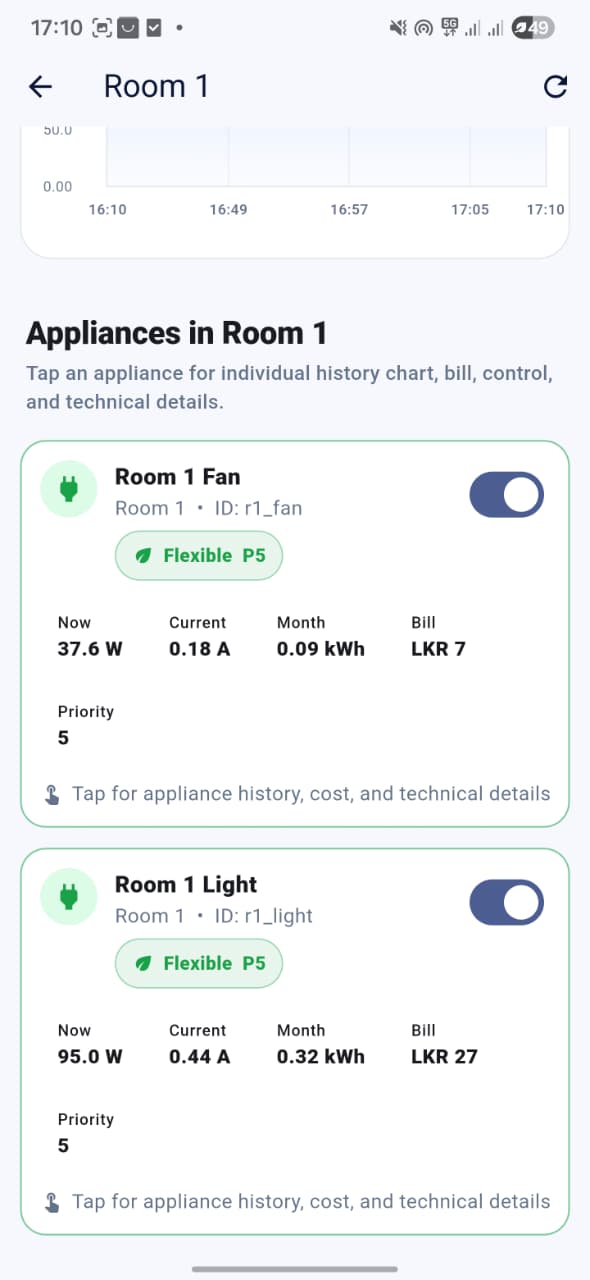 17:10
5G
49
Room 1
50.0
0.00
16:10 16:49 16:57 17:05 17:10
Appliances in Room 1
Tap an appliance for individual history chart, bill, control,
and technical details.
Room 1 Fan
Room 1 • ID: r1_fan
Flexible P5
Now Current Month Bill
37.6 W 0.18 A 0.09 kWh LKR 7
Priority
5
Tap for appliance history, cost, and technical details
Room 1 Light
Room 1 • ID: r1_light
Flexible P5
Now Current Month Bill
95.0 W 0.44 A 0.32 kWh LKR 27
Priority
5
Tap for appliance history, cost, and technical details